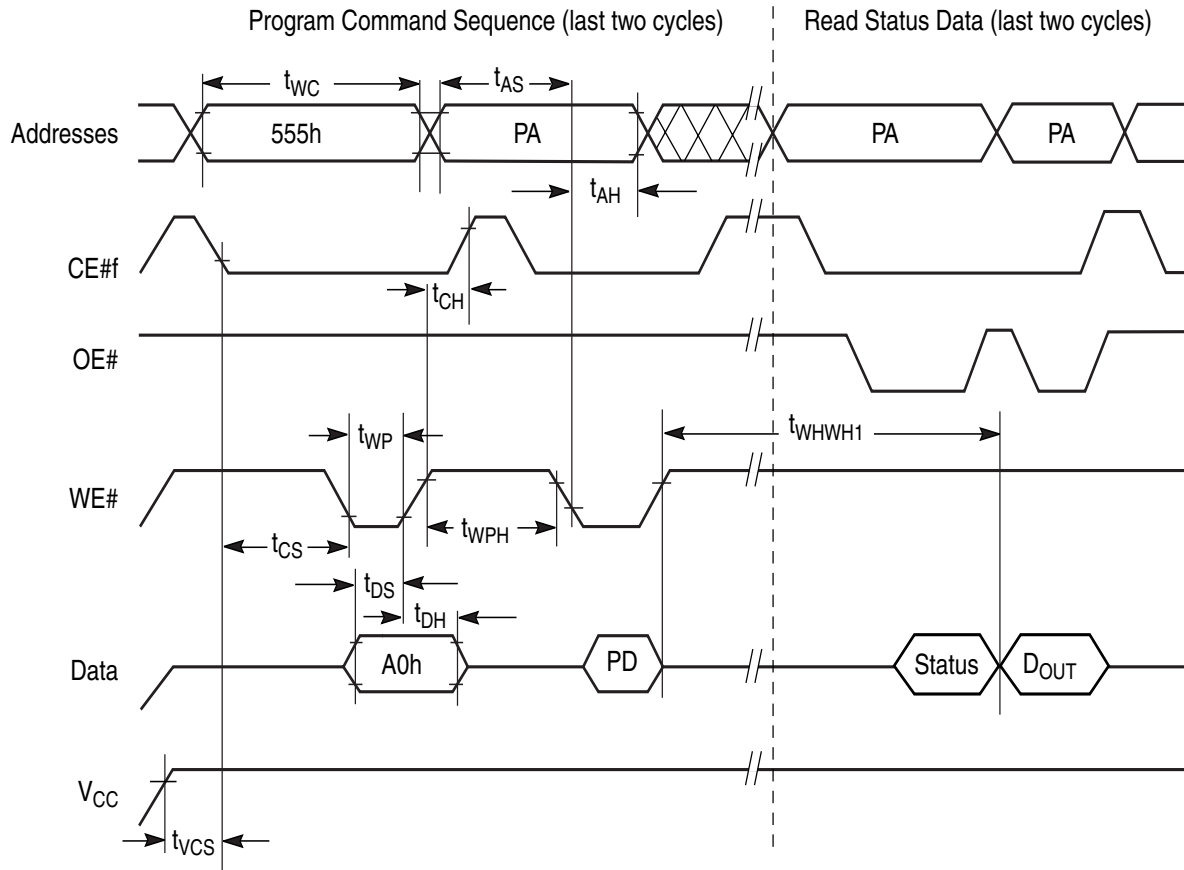 Program Command Sequence (last two cycles)
Read Status Data (last two cycles)
tWC
tAS
Addresses
555h
PA
PA
PA
tAH
CE#f
tCH
OE#
tWHWH1
tWP
WE#
tWPH
tCS
tDS
tDH
Data
A0h
PD
Status
DOUT
VCC
tVCS